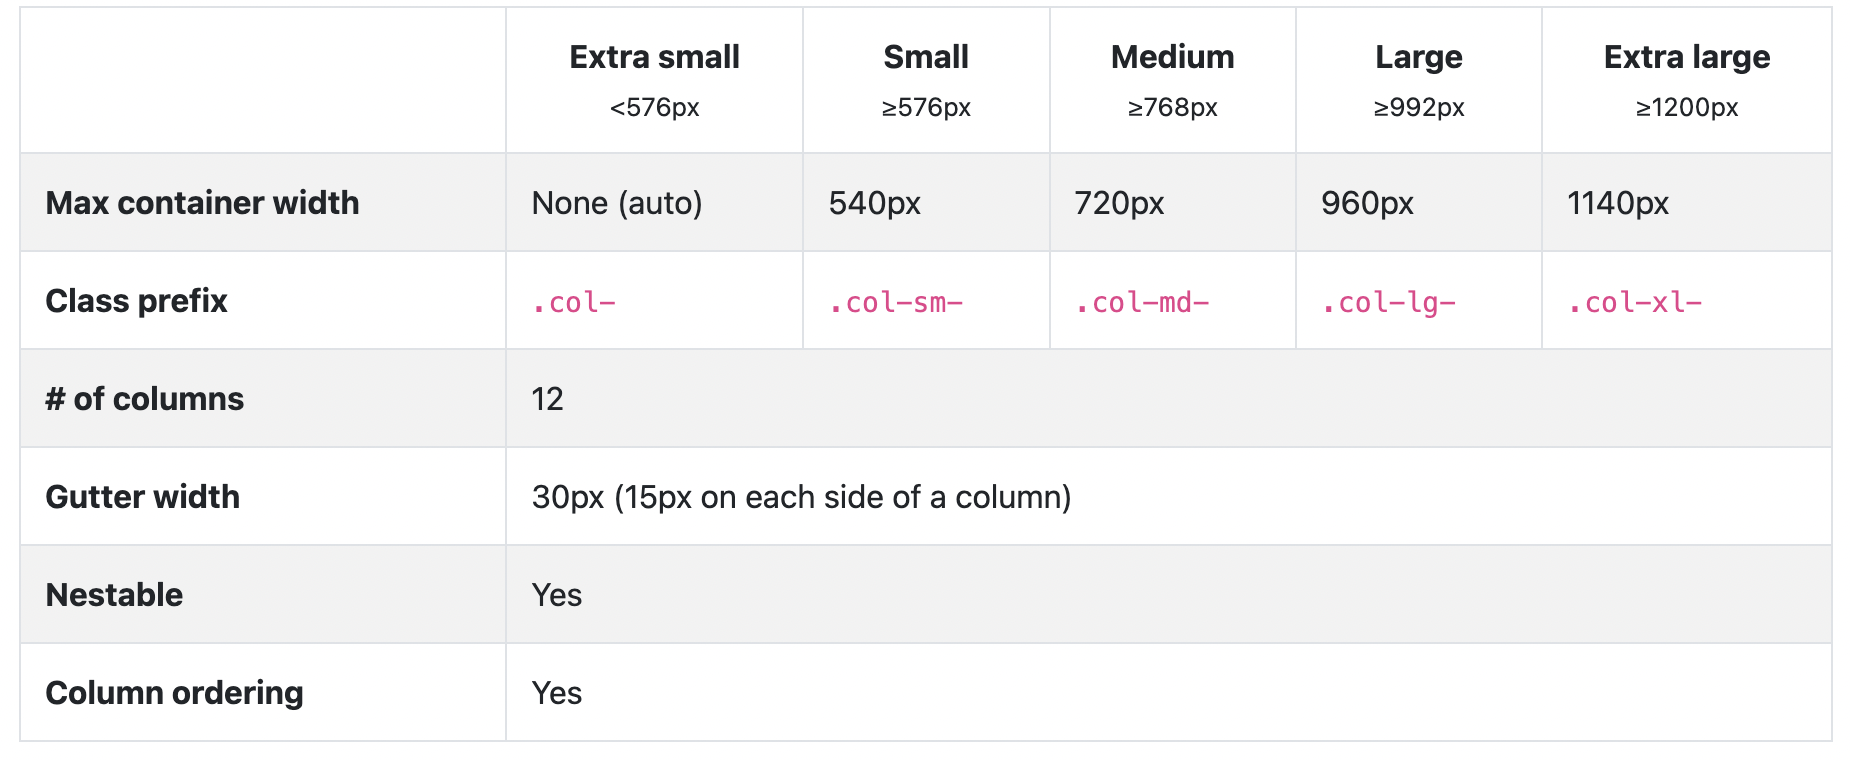 Extra small Small Medium Large Extra large
<576px ≥576px ≥768px ≥992px ≥1200px
Max container width None (auto) 540px 720px 960px 1140px
Class prefix .col- .col-sm- .col-md- .col-lg- .col-xl-
# of columns 12
Gutter width 30px (15px on each side of a column)
Nestable Yes
Column ordering Yes